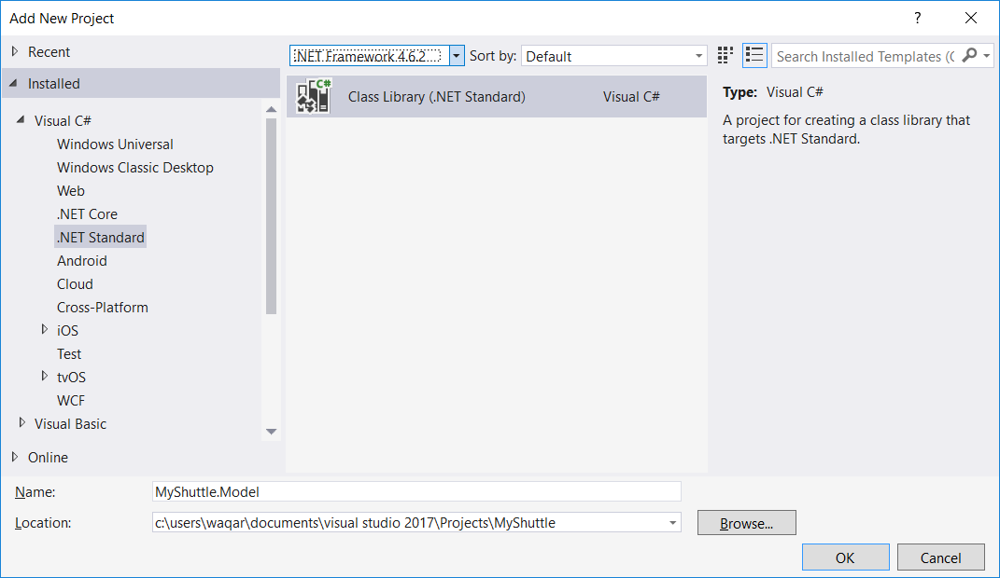 Add New Project
?
Recent
Installed
Visual C#
Windows Universal
Windows Classic Desktop
Web
.NET Core
.NET Standard
Android
Cloud
Cross-Platform
iOS
Test
tvOS
WCF
Visual Basic
Online
.NET Framework 4.6.2 Sort by: Default
Search Installed Templates (C
C#
Class Library (.NET Standard) Visual C#
Type: Visual C#
A project for creating a class library that
targets .NET Standard.
Name: MyShuttle.Model
Location: c:\users\waqar\documents\visual studio 2017\Projects\MyShuttle
Browse...
OK Cancel